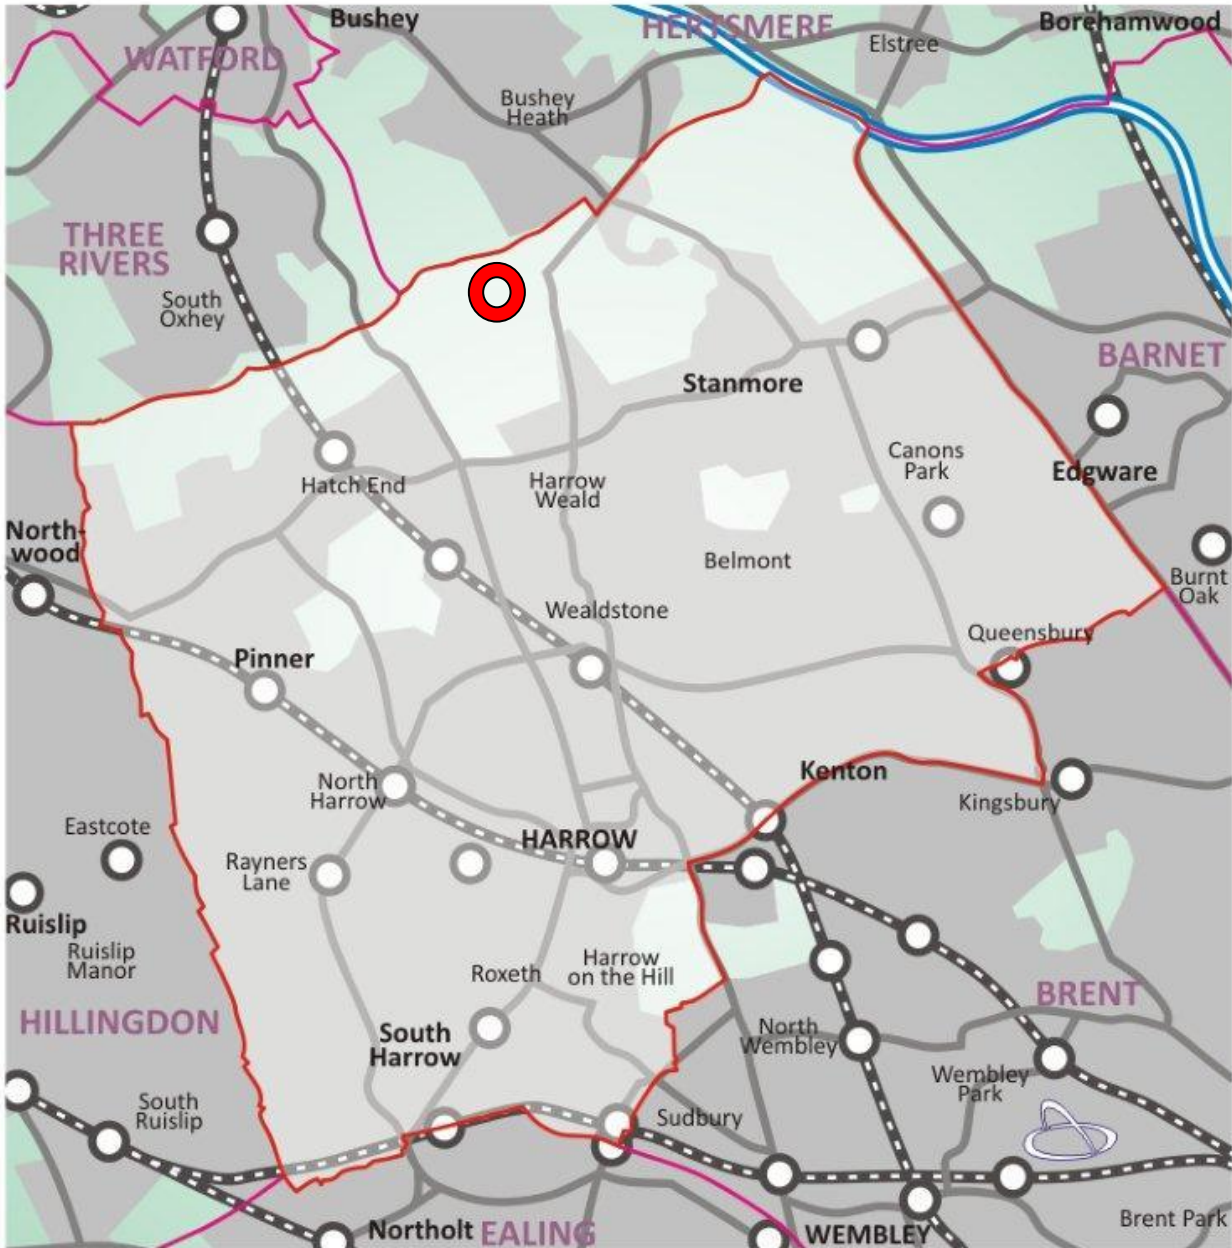 Bushey
HERTSMERE
Borehamwood
WATFORD
Elstree
Bushey
Heath
THREE
RIVERS
South
Oxhey
BARNET
Stanmore
Canons
Park
Edgware
Hatch End
Harrow
Weald
North-
wood
Belmont
Burnt
Oak
Wealdstone
Queensbury
Pinner
Kenton
North
Harrow
Kingsbury
Eastcote
HARROW
Rayners
Lane
Ruislip
Ruislip
Manor
Roxeth
Harrow
on the Hill
BRENT
HILLINGDON
South
Harrow
North
Wembley
Wembley
Park
South
Ruislip
Sudbury
Northolt
EALING
WEMBLEY
Brent Park